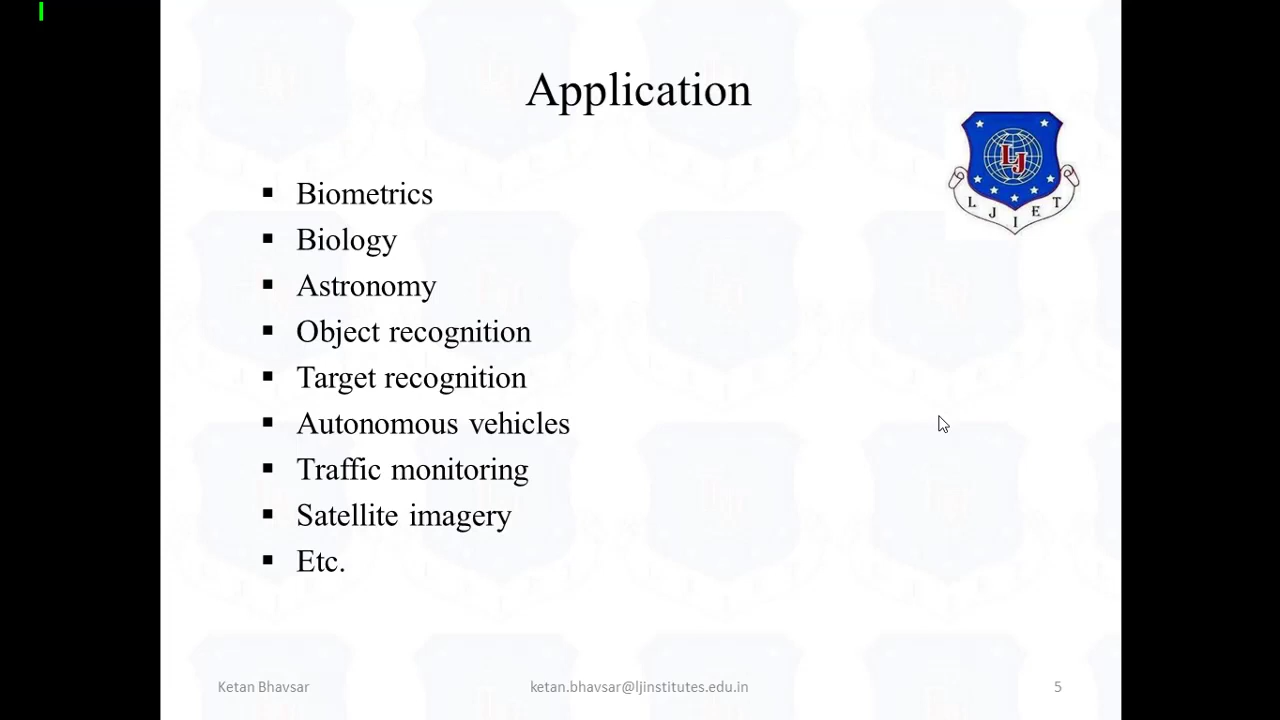 Application
LJ
L J I E T
▪ Biometrics
▪ Biology
▪ Astronomy
▪ Object recognition
▪ Target recognition
▪ Autonomous vehicles
▪ Traffic monitoring
▪ Satellite imagery
▪ Etc.
Ketan Bhavsar ketan.bhavsar@ljinstitutes.edu.in 5